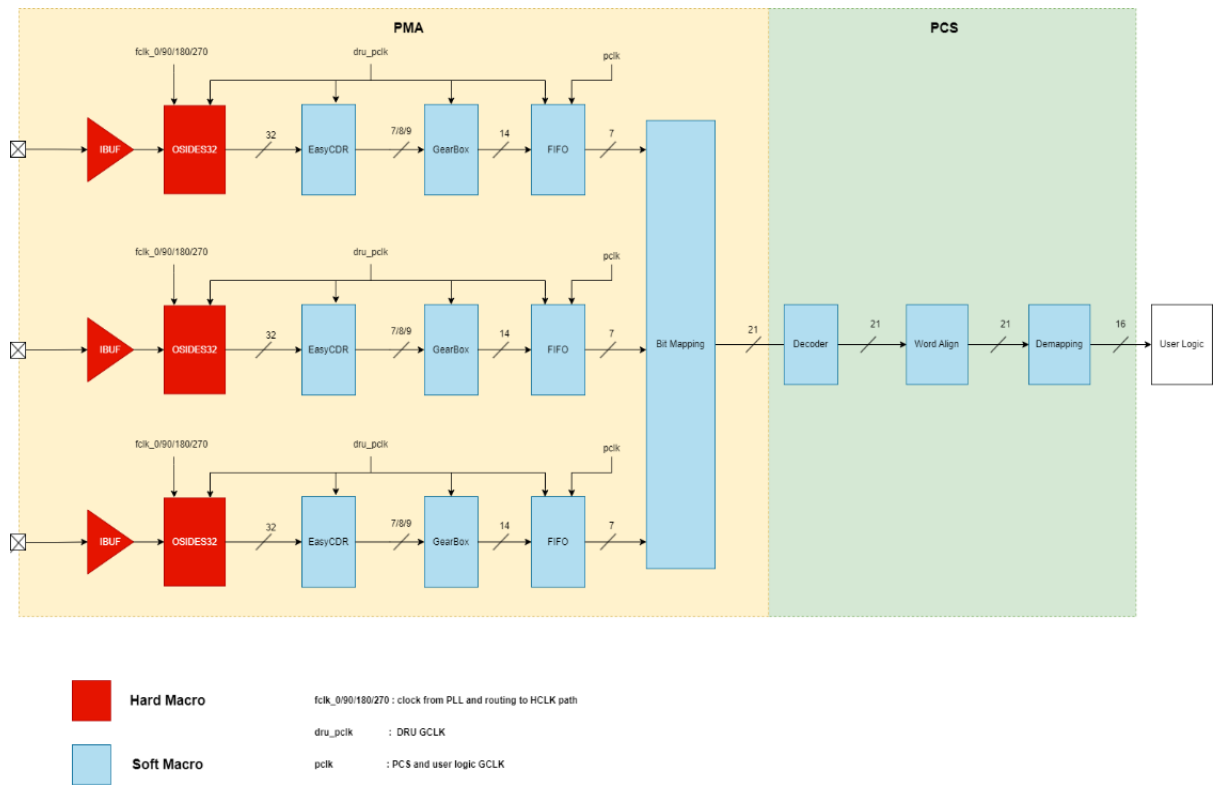 PMA
PCS
fclk_0/90/180/270
dru_pclk
pclk
IBUF
OSIDES32
32
EasyCDR
7/8/9
GearBox
14
FIFO
7
fclk_0/90/180/270
dru_pclk
pclk
IBUF
OSIDES32
32
EasyCDR
7/8/9
GearBox
14
FIFO
7
Bit Mapping
21
Decoder
21
Word Align
21
Demapping
16
User Logic
fclk_0/90/180/270
dru_pclk
pclk
IBUF
OSIDES32
32
EasyCDR
7/8/9
GearBox
14
FIFO
7
Hard Macro
fclk_0/90/180/270 : clock from PLL and routing to HCLK path
dru_pclk : DRU GCLK
Soft Macro
pclk : PCS and user logic GCLK